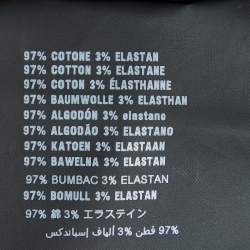 97% COTONE 3% ELASTAN
97% COTTON 3% ELASTANE
97% COTON 3% ÉLASTHANNE
97% BAUMWOLLE 3% ELASTHAN
97% ALGODÓN 3% elastano
97% ALGODÃO 3% ELASTANO
97% KATOEN 3% ELASTAAN
97% BAWELNA 3% ELASTAN
97% BUMBAC 3% ELASTAN
97% BOMULL 3% ELASTAN
97% 綿 3% エラステイン
97% قطن 3% ألياف إسباندكس